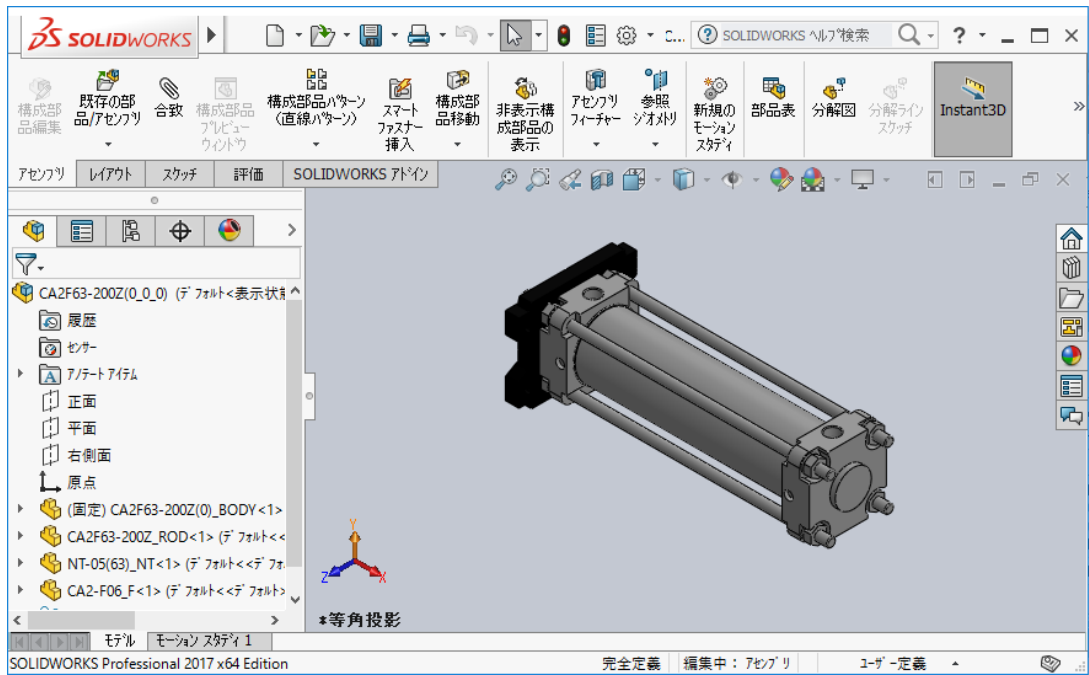 SOLIDWORKS
C...
SOLIDWORKS ヘルプ検索
構成部
品編集
既存の部
品/アセンブリ
合致
構成部品
プレビュー
ウィンドウ
構成部品パターン
(直線パターン)
スマート
ファスナー
挿入
構成部
品移動
非表示構
成部品の
表示
アセンブリ
フィーチャー
参照
ジオメトリ
新規の
モーション
スタディ
部品表
分解図
分解ライン
スケッチ
Instant3D
アセンブリ
レイアウト
スケッチ
評価
SOLIDWORKS アドイン
CA2F63-200Z(0_0_0) (デフォルト<表示状態
履歴
センサー
アノテート アイテム
正面
平面
右側面
原点
(固定) CA2F63-200Z(0)_BODY<1>
CA2F63-200Z_ROD<1> (デフォルト<<
NT-05(63)_NT<1> (デフォルト<<デフォ
CA2-F06_F<1> (デフォルト<<デフォルト>
Y
Z
X
*等角投影
モデル
モーション スタディ 1
SOLIDWORKS Professional 2017 x64 Edition
完全定義
編集中: アセンブリ
ユーザー定義